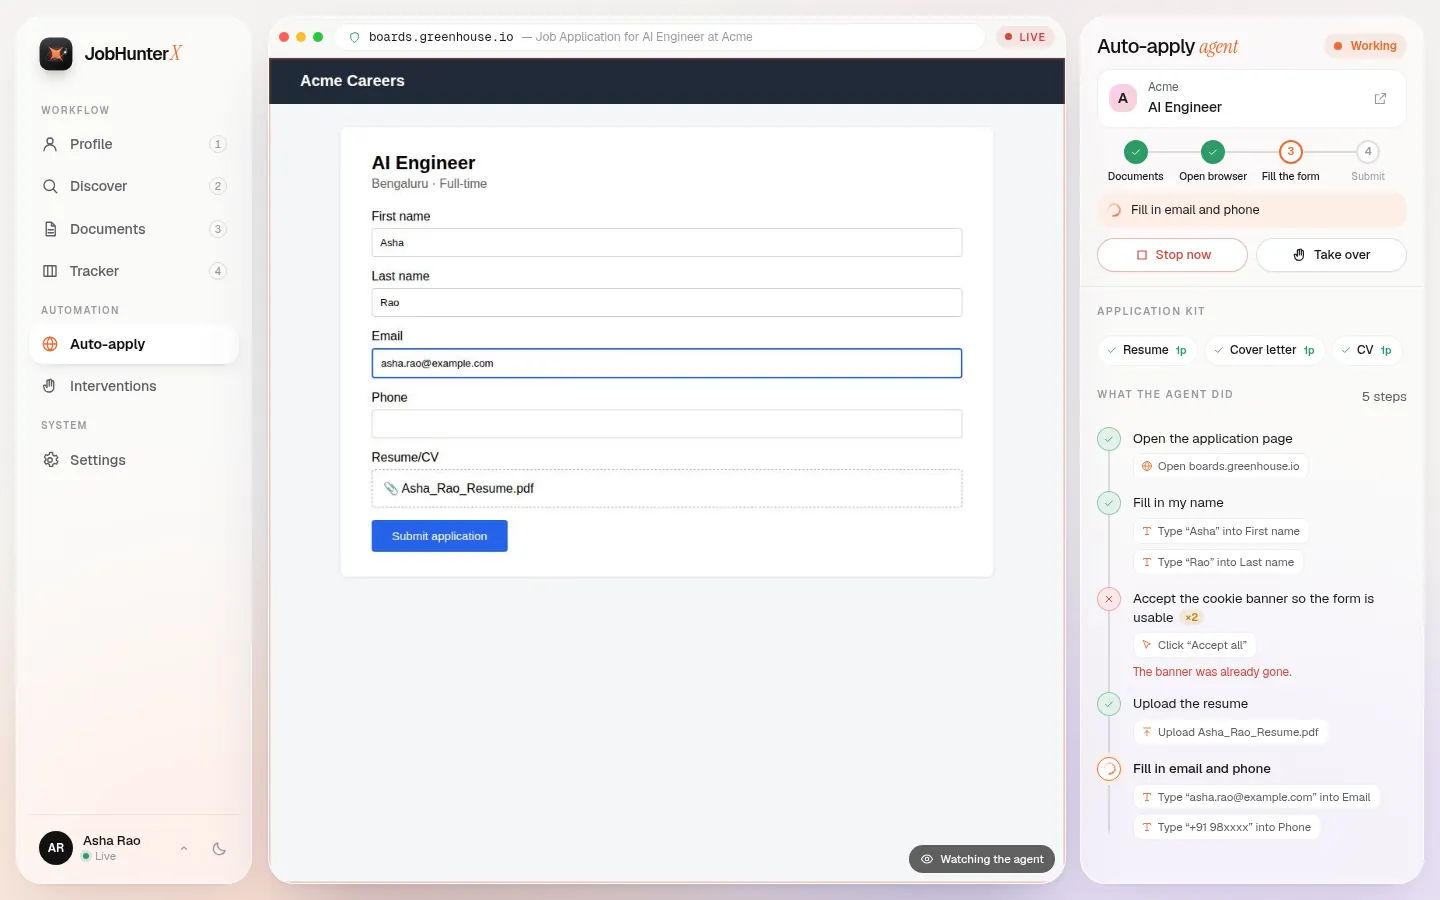 JobHunterX
WORKFLOW
Profile 1
Discover 2
Documents 3
Tracker 4
AUTOMATION
Auto-apply
Interventions
SYSTEM
Settings
AR
Asha Rao
Live
boards.greenhouse.io — Job Application for AI Engineer at Acme
LIVE
Acme Careers
AI Engineer
Bengaluru · Full-time
First name
Asha
Last name
Rao
Email
asha.rao@example.com
Phone
Resume/CV
Asha_Rao_Resume.pdf
Submit application
Watching the agent
Auto-apply agent
Working
A
Acme
AI Engineer
3 4
Documents Open browser Fill the form Submit
Fill in email and phone
Stop now Take over
APPLICATION KIT
Resume 1p Cover letter 1p CV 1p
WHAT THE AGENT DID 5 steps
Open the application page
Open boards.greenhouse.io
Fill in my name
Type “Asha” into First name
Type “Rao” into Last name
Accept the cookie banner so the form is
usable ×2
Click “Accept all”
The banner was already gone.
Upload the resume
Upload Asha_Rao_Resume.pdf
Fill in email and phone
Type “asha.rao@example.com” into Email
Type “+91 98xxxx” into Phone